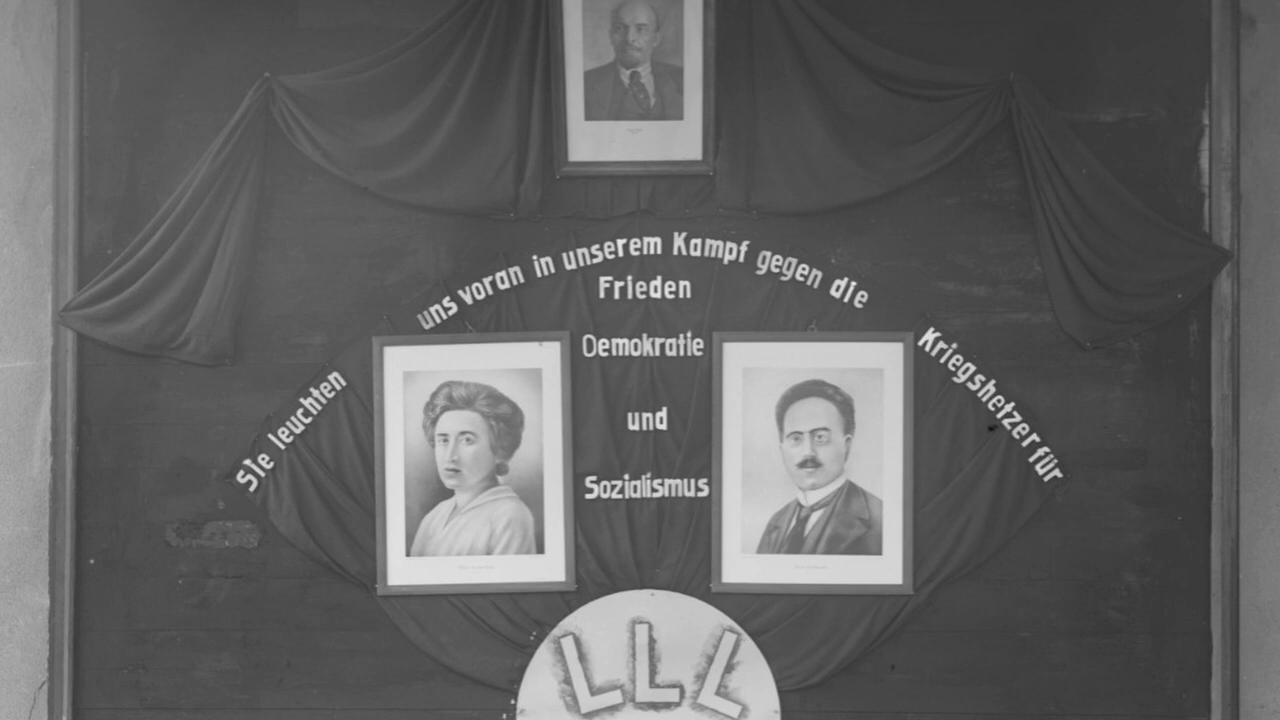 Sie leuchten uns voran in unserem Kampf gegen die Kriegshetzer für
Frieden
Demokratie
und
Sozialismus
LLL